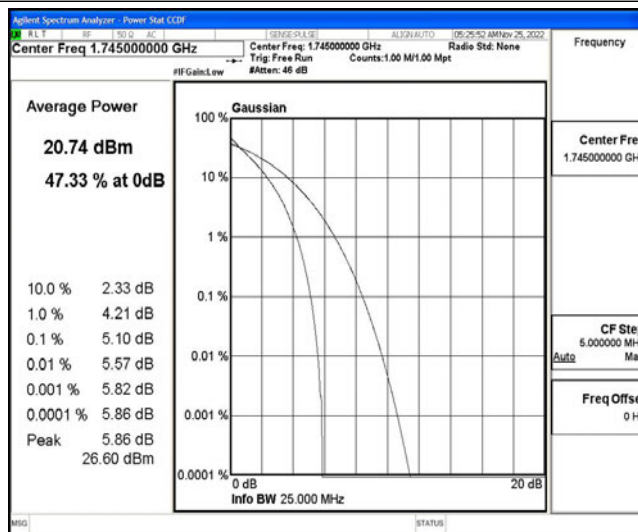 Agilent Spectrum Analyzer - Power Stat CCDF
RLT RF 50 Ω AC SENSE:PULSE ALIGN AUTO 05:25:52 AM Nov 25, 2022
Center Freq 1.745000000 GHz
Center Freq: 1.745000000 GHz Radio Std: None
Trig: Free Run Counts:1.00 M/1.00 Mpt
#IFGain:Low #Atten: 46 dB
Frequency
Average Power
20.74 dBm
47.33 % at 0dB
10.0 % 2.33 dB
1.0 % 4.21 dB
0.1 % 5.10 dB
0.01 % 5.57 dB
0.001 % 5.82 dB
0.0001 % 5.86 dB
Peak 5.86 dB
26.60 dBm
Gaussian
100 %
10 %
1 %
0.1 %
0.01 %
0.001 %
0.0001 %
0 dB 20 dB
Info BW 25.000 MHz
Center Fre
1.745000000 GH
CF Ste
5.000000 MH
Auto Ma
Freq Offse
0 H
MSG STATUS